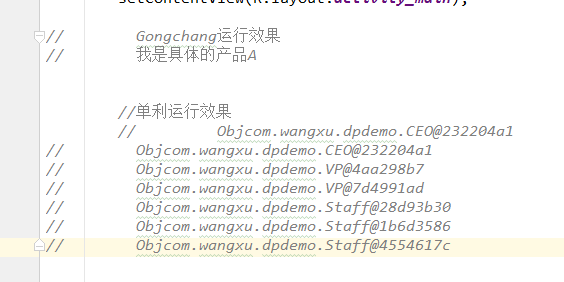 setContentView(R.layout.activity_main);
// Gongchang运行效果
// 我是具体的产品A
//单利运行效果
// Objcom.wangxu.dpdemo.CEO@232204a1
// Objcom.wangxu.dpdemo.CEO@232204a1
// Objcom.wangxu.dpdemo.VP@4aa298b7
// Objcom.wangxu.dpdemo.VP@7d4991ad
// Objcom.wangxu.dpdemo.Staff@28d93b30
// Objcom.wangxu.dpdemo.Staff@1b6d3586
// Objcom.wangxu.dpdemo.Staff@4554617c